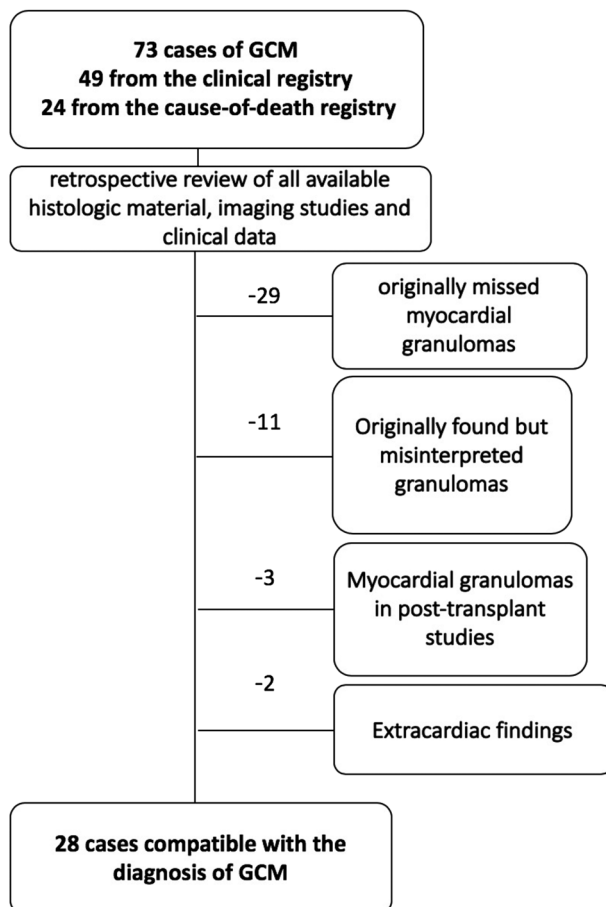 73 cases of GCM
49 from the clinical registry
24 from the cause-of-death registry
retrospective review of all available
histologic material, imaging studies and
clinical data
-29
originally missed
myocardial
granulomas
-11
Originally found but
misinterpreted
granulomas
-3
Myocardial granulomas
in post-transplant
studies
-2
Extracardiac findings
28 cases compatible with the
diagnosis of GCM